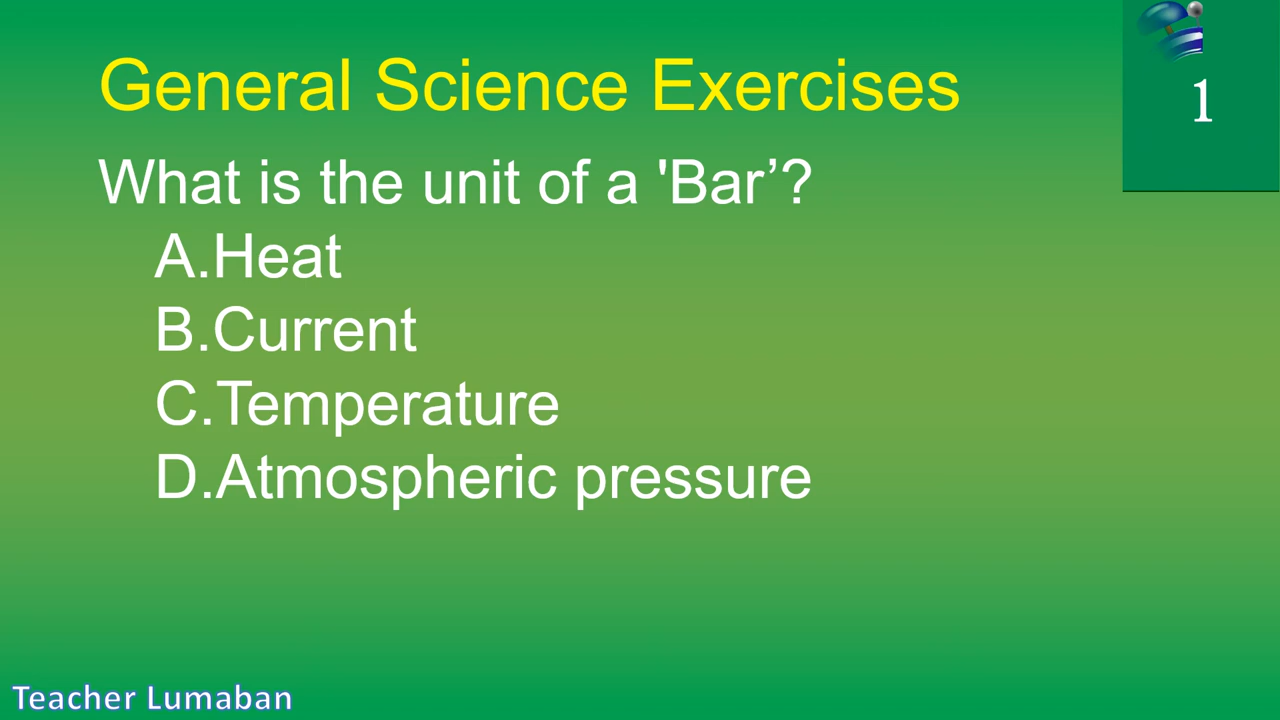 General Science Exercises
1
What is the unit of a 'Bar’?
A.Heat
B.Current
C.Temperature
D.Atmospheric pressure
Teacher Lumaban